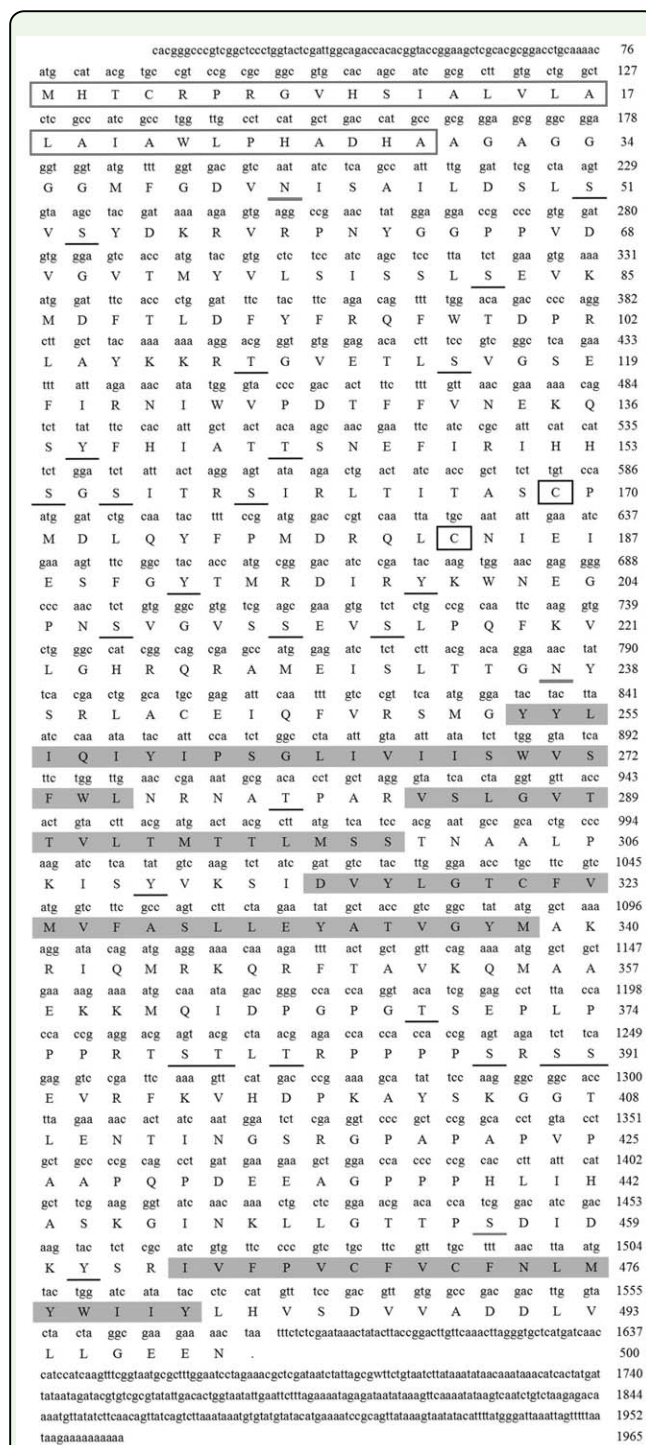 cacgggcccgtcggctccctggtactcgattggcagaccacacggtaccggaagctcgcacgcggacctgcaaaac 76
atg cat acg tgc cgt ccg cgc ggc gtg cac agc atc gcg ctt gtg ctg gct 127
M H T C R P R G V H S I A L V L A 17
ctc gcc atc gcc tgg ttg cct cat gct gac cat gcc gcg gga gcg ggc gga 178
L A I A W L P H A D H A A G A G G 34
ggt ggt atg ttt ggt gac gtc aat atc tca gcc att ttg gat tcg cta agt 229
G G M F G D V N I S A I L D S L S 51
gta agc tac gat aaa aga gtg agg ccg aac tat gga gga ccg ccc gtg gat 280
V S Y D K R V R P N Y G G P P V D 68
gtg gga gtc acc atg tac gtg ctc tcc atc agc tcc tta tct gaa gtg aaa 331
V G V T M Y V L S I S S L S E V K 85
atg gat ttc acc ctg gat ttc tac ttc aga cag ttt tgg aca gac ccc agg 382
M D F T L D F Y F R Q F W T D P R 102
ctt gct tac aaa aaa agg acg ggt gtg gag aca ctt tcc gtc ggc tca gaa 433
L A Y K K R T G V E T L S V G S E 119
ttt att aga aac ata tgg gta ccc gac act ttc ttt gtt aac gaa aaa cag 484
F I R N I W V P D T F F V N E K Q 136
tct tat ttc cac att gct act aca agc aac gaa ttc atc cgc att cat cat 535
S Y F H I A T T S N E F I R I H H 153
tct gga tct att act agg agt ata aga ctg act atc acc gct tct tgt cca 586
S G S I T R S I R L T I T A S C P 170
atg gat ctg caa tac ttt ccg atg gac cgt caa tta tgc aat att gaa atc 637
M D L Q Y F P M D R Q L C N I E I 187
gaa agt ttc ggc tac acc atg cgg gac atc cga tac aag tgg aac gag ggg 688
E S F G Y T M R D I R Y K W N E G 204
ccc aac tct gtg ggc gtg tcg agc gaa gtg tct ctg ccg caa ttc aag gtg 739
P N S V G V S S E V S L P Q F K V 221
ctg ggc cat cgg cag cga gcc atg gag atc tct ctt acg aca gga aac tat 790
L G H R Q R A M E I S L T T G N Y 238
tca cga ctg gca tgc gag att caa ttt gtc cgt tca atg gga tac tac tta 841
S R L A C E I Q F V R S M G Y Y L 255
atc caa ata tac att cca tct ggc cta att gta att ata tct tgg gta tca 892
I Q I Y I P S G L I V I I S W V S 272
ttc tgg ttg aac cga aat gcg aca cct gct agg gta tca cta ggt gtt acc 943
F W L N R N A T P A R V S L G V T 289
act gta ctt acg atg act acg ctt atg tca tcc acg aat gcc gca ctg ccc 994
T V L T M T T L M S S T N A A L P 306
aag atc tca tat gtc aag tct atc gat gtc tac ttg gga acc tgc ttc gtc 1045
K I S Y V K S I D V Y L G T C F V 323
atg gtc ttc gcc agt ctt cta gaa tat gct acc gtc ggc tat atg gct aaa 1096
M V F A S L L E Y A T V G Y M A K 340
agg ata cag atg agg aaa caa aga ttt act gct gtt cag aaa atg gct gct 1147
R I Q M R K Q R F T A V K Q M A A 357
gaa aag aaa atg caa ata gac ggg cca cca ggt aca tcg gag cct tta cca 1198
E K K M Q I D P G P G T S E P L P 374
cca ccg agg acg agt acg cta acg aga cca cca cca ccg agt aga tct tca 1249
P P R T S T L T R P P P S R S S 391
gag gtc cga ttc aaa gtt cat gac ccg aaa gca tat tcc aag ggc ggc acc 1300
E V R F K V H D P K A Y S K G G T 408
tta gaa aac act atc aat gga tct cga ggt ccc gct ccg gca cct gta cct 1351
L E N T I N G S R G P A P A P V P 425
gct gcc ccg cag cct gat gaa gaa gct gga cca ccc ccg cac ctt att cat 1402
A A P Q P D E E A G P P P H L I H 442
gct tcg aag ggt atc aac aaa ctg ctc gga acg aca cca tcg gac atc gac 1453
A S K G I N K L L G T T P S D I D 459
aag tac tct cgc atc gtg ttc ccc gtc tgc ttc gtt tgc ttt aac tta atg 1504
K Y S R I V F P V C F V C F N L M 476
tac tgg atc ata tac ctc cat gtt tcc gac gtt gtg gcc gac gac ttg gta 1555
Y W I I Y L H V S D V V A D D L V 493
cta cta ggc gaa gaa aac taa tttctctcgaataaactatacttaccggacttgttcaaacttagggtgctcatgatcaac 1637
L L G E E N . 500
catccatcaagtttcggtaatgcgctttggaatcctagaaacgctcgataatctattagcgwttctgtaatcttataaatataacaaataaacatcactatgat 1740
tataatagatacgtgtcgcgtatattgacactggtaatattgaattctttagaaaatagagataatataaagttcaaaatataagtcaatctgtctaagagaca 1844
aaatgttatatcttcaacagttatcagtcttaaataaatgtgtatgtatacatgaaaatccgcagttataaagtaatatacattttatgggattaaattagtttttaa 1952
taagaaaaaaaaaa 1965